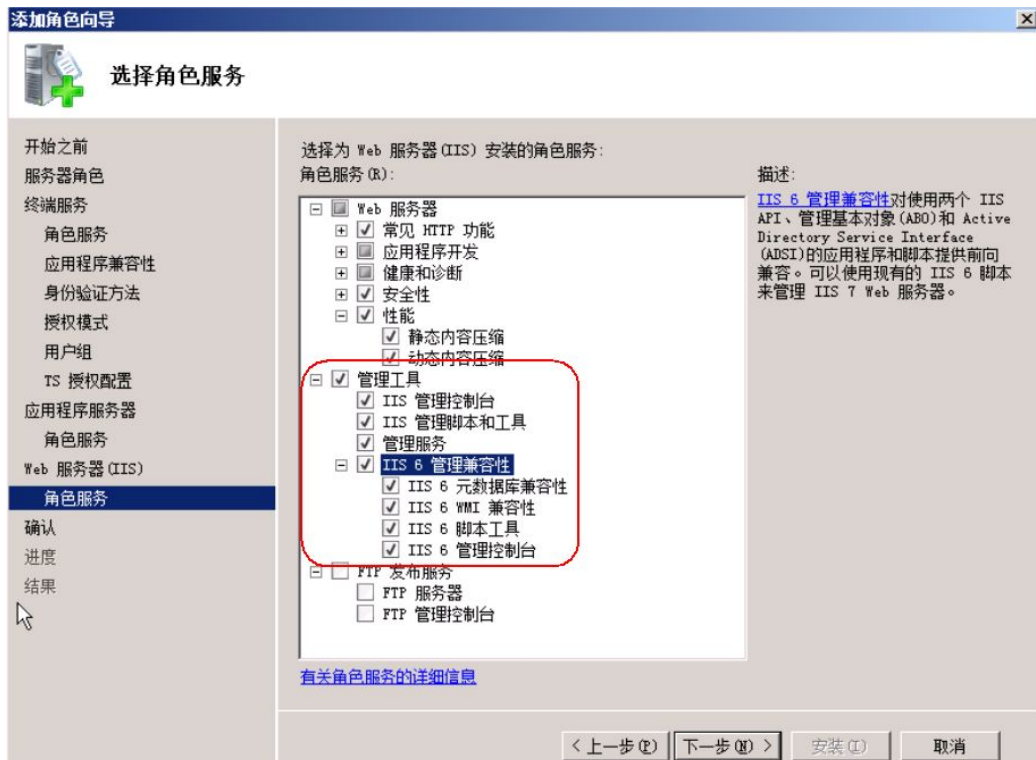 添加角色向导
选择角色服务
开始之前
服务器角色
终端服务
角色服务
应用程序兼容性
身份验证方法
授权模式
用户组
TS 授权配置
应用程序服务器
角色服务
Web 服务器(IIS)
角色服务
确认
进度
结果
选择为 Web 服务器(IIS) 安装的角色服务:
角色服务(R):
Web 服务器
常见 HTTP 功能
应用程序开发
健康和诊断
安全性
性能
静态内容压缩
动态内容压缩
管理工具
IIS 管理控制台
IIS 管理脚本和工具
管理服务
IIS 6 管理兼容性
IIS 6 元数据库兼容性
IIS 6 WMI 兼容性
IIS 6 脚本工具
IIS 6 管理控制台
FTP 发布服务
FTP 服务器
FTP 管理控制台
有关角色服务的详细信息
描述:
IIS 6 管理兼容性对使用两个 IIS
API、管理基本对象(ABO)和 Active
Directory Service Interface
(ADSI)的应用程序和脚本提供前向
兼容。可以使用现有的 IIS 6 脚本
来管理 IIS 7 Web 服务器。
< 上一步(P)
下一步(N) >
安装(I)
取消